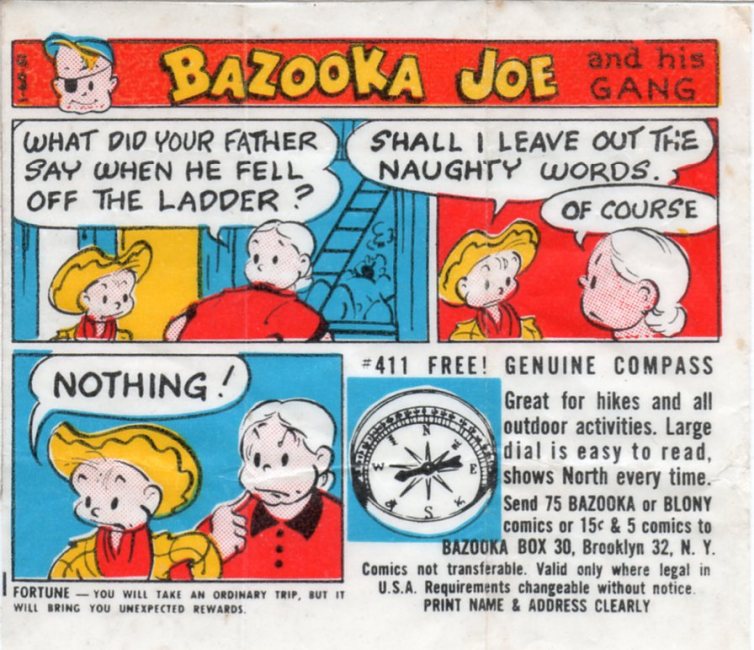 BAZOOKA JOE
and his
GANG
WHAT DID YOUR FATHER
SAY WHEN HE FELL
OFF THE LADDER?
SHALL I LEAVE OUT THE
NAUGHTY WORDS.
OF COURSE
NOTHING!
#411 FREE! GENUINE COMPASS
Great for hikes and all
outdoor activities. Large
dial is easy to read,
shows North every time.
Send 75 BAZOOKA or BLONY
comics or 15¢ & 5 comics to
BAZOOKA BOX 30, Brooklyn 32, N. Y.
Comics not transferable. Valid only where legal in
U.S.A. Requirements changeable without notice.
PRINT NAME & ADDRESS CLEARLY
N
E
W
S
FORTUNE — YOU WILL TAKE AN ORDINARY TRIP, BUT IT
WILL BRING YOU UNEXPECTED REWARDS.